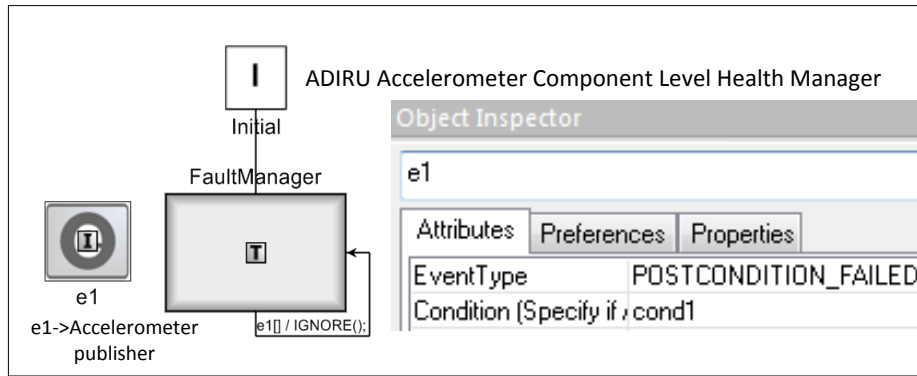 I
ADIRU Accelerometer Component Level Health Manager
Initial
Object Inspector
e1
FaultManager
Attributes Preferences Properties
I
T
EventType POSTCONDITION_FAILED
Condition (Specify if cond1
e1
e1[] / IGNORE();
e1->Accelerometer
publisher